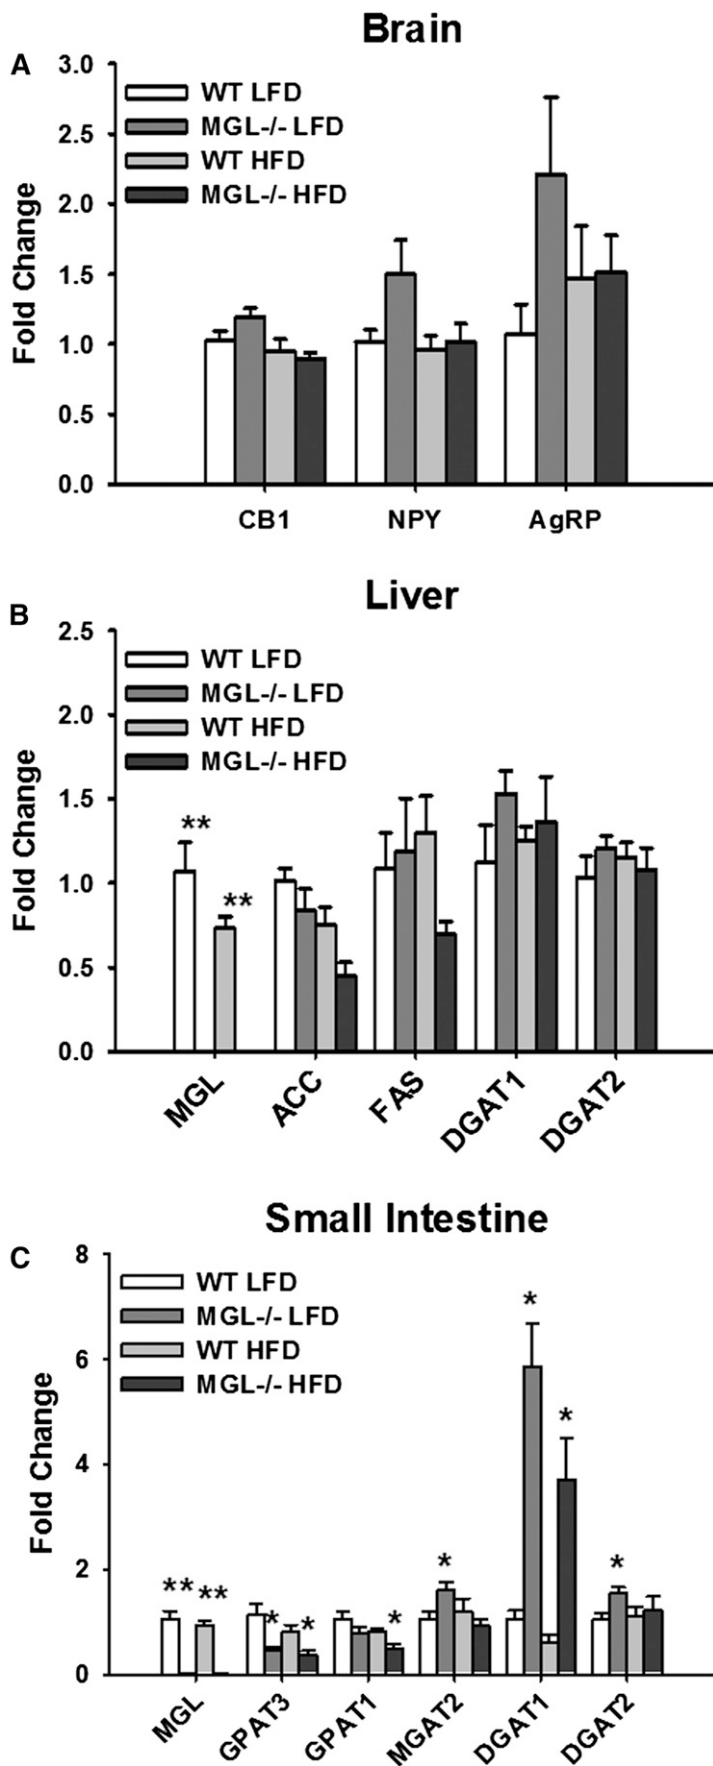 Brain
A
3.0
WT LFD
MGL-/- LFD
2.5
WT HFD
MGL-/- HFD
2.0
Fold Change
1.5
1.0
0.5
0.0
CB1 NPY AgRP
Liver
B
2.5
WT LFD
MGL-/- LFD
2.0
WT HFD
MGL-/- HFD
Fold Change
1.5
**
**
1.0
0.5
0.0
MGL ACC FAS DGAT1 DGAT2
Small Intestine
C
8
WT LFD
MGL-/- LFD
*
WT HFD
6
MGL-/- HFD
*
Fold Change
4
2
** ** * * * * *
0
MGL GPAT3 GPAT1 MGAT2 DGAT1 DGAT2